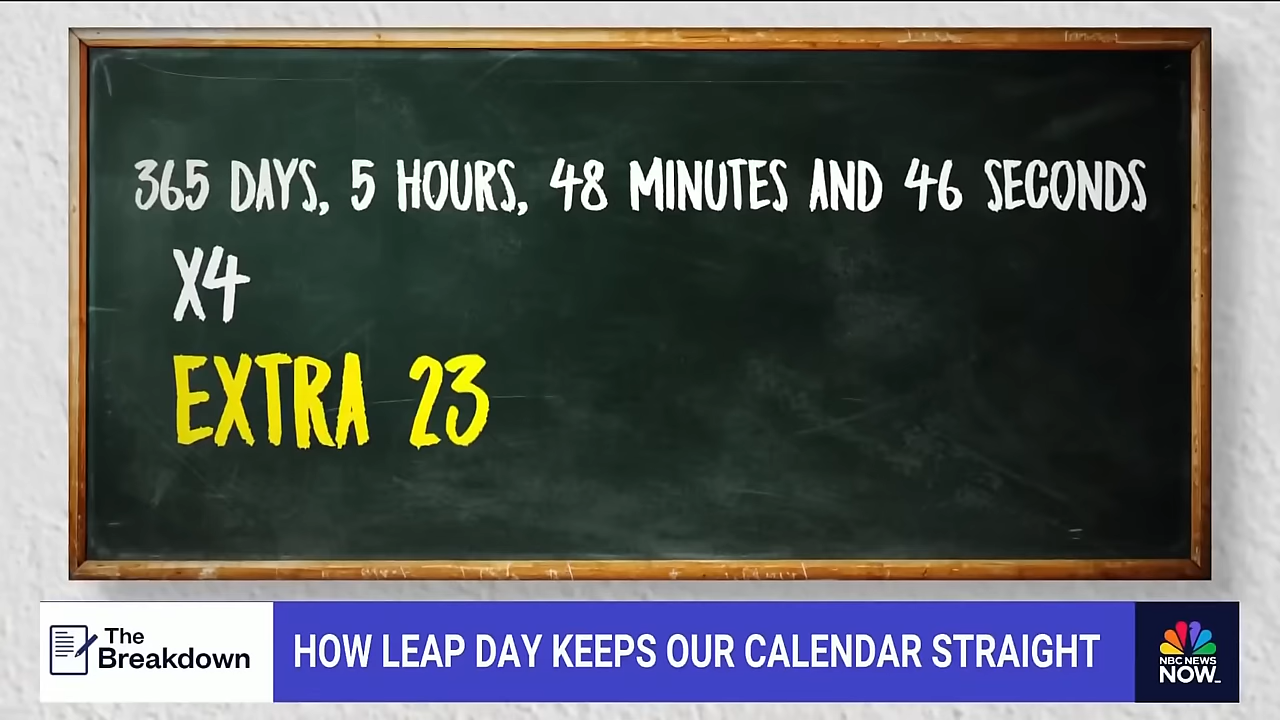 365 DAYS, 5 HOURS, 48 MINUTES AND 46 SECONDS
X4
EXTRA 23
The
Breakdown
HOW LEAP DAY KEEPS OUR CALENDAR STRAIGHT
NBC NEWS
NOW_